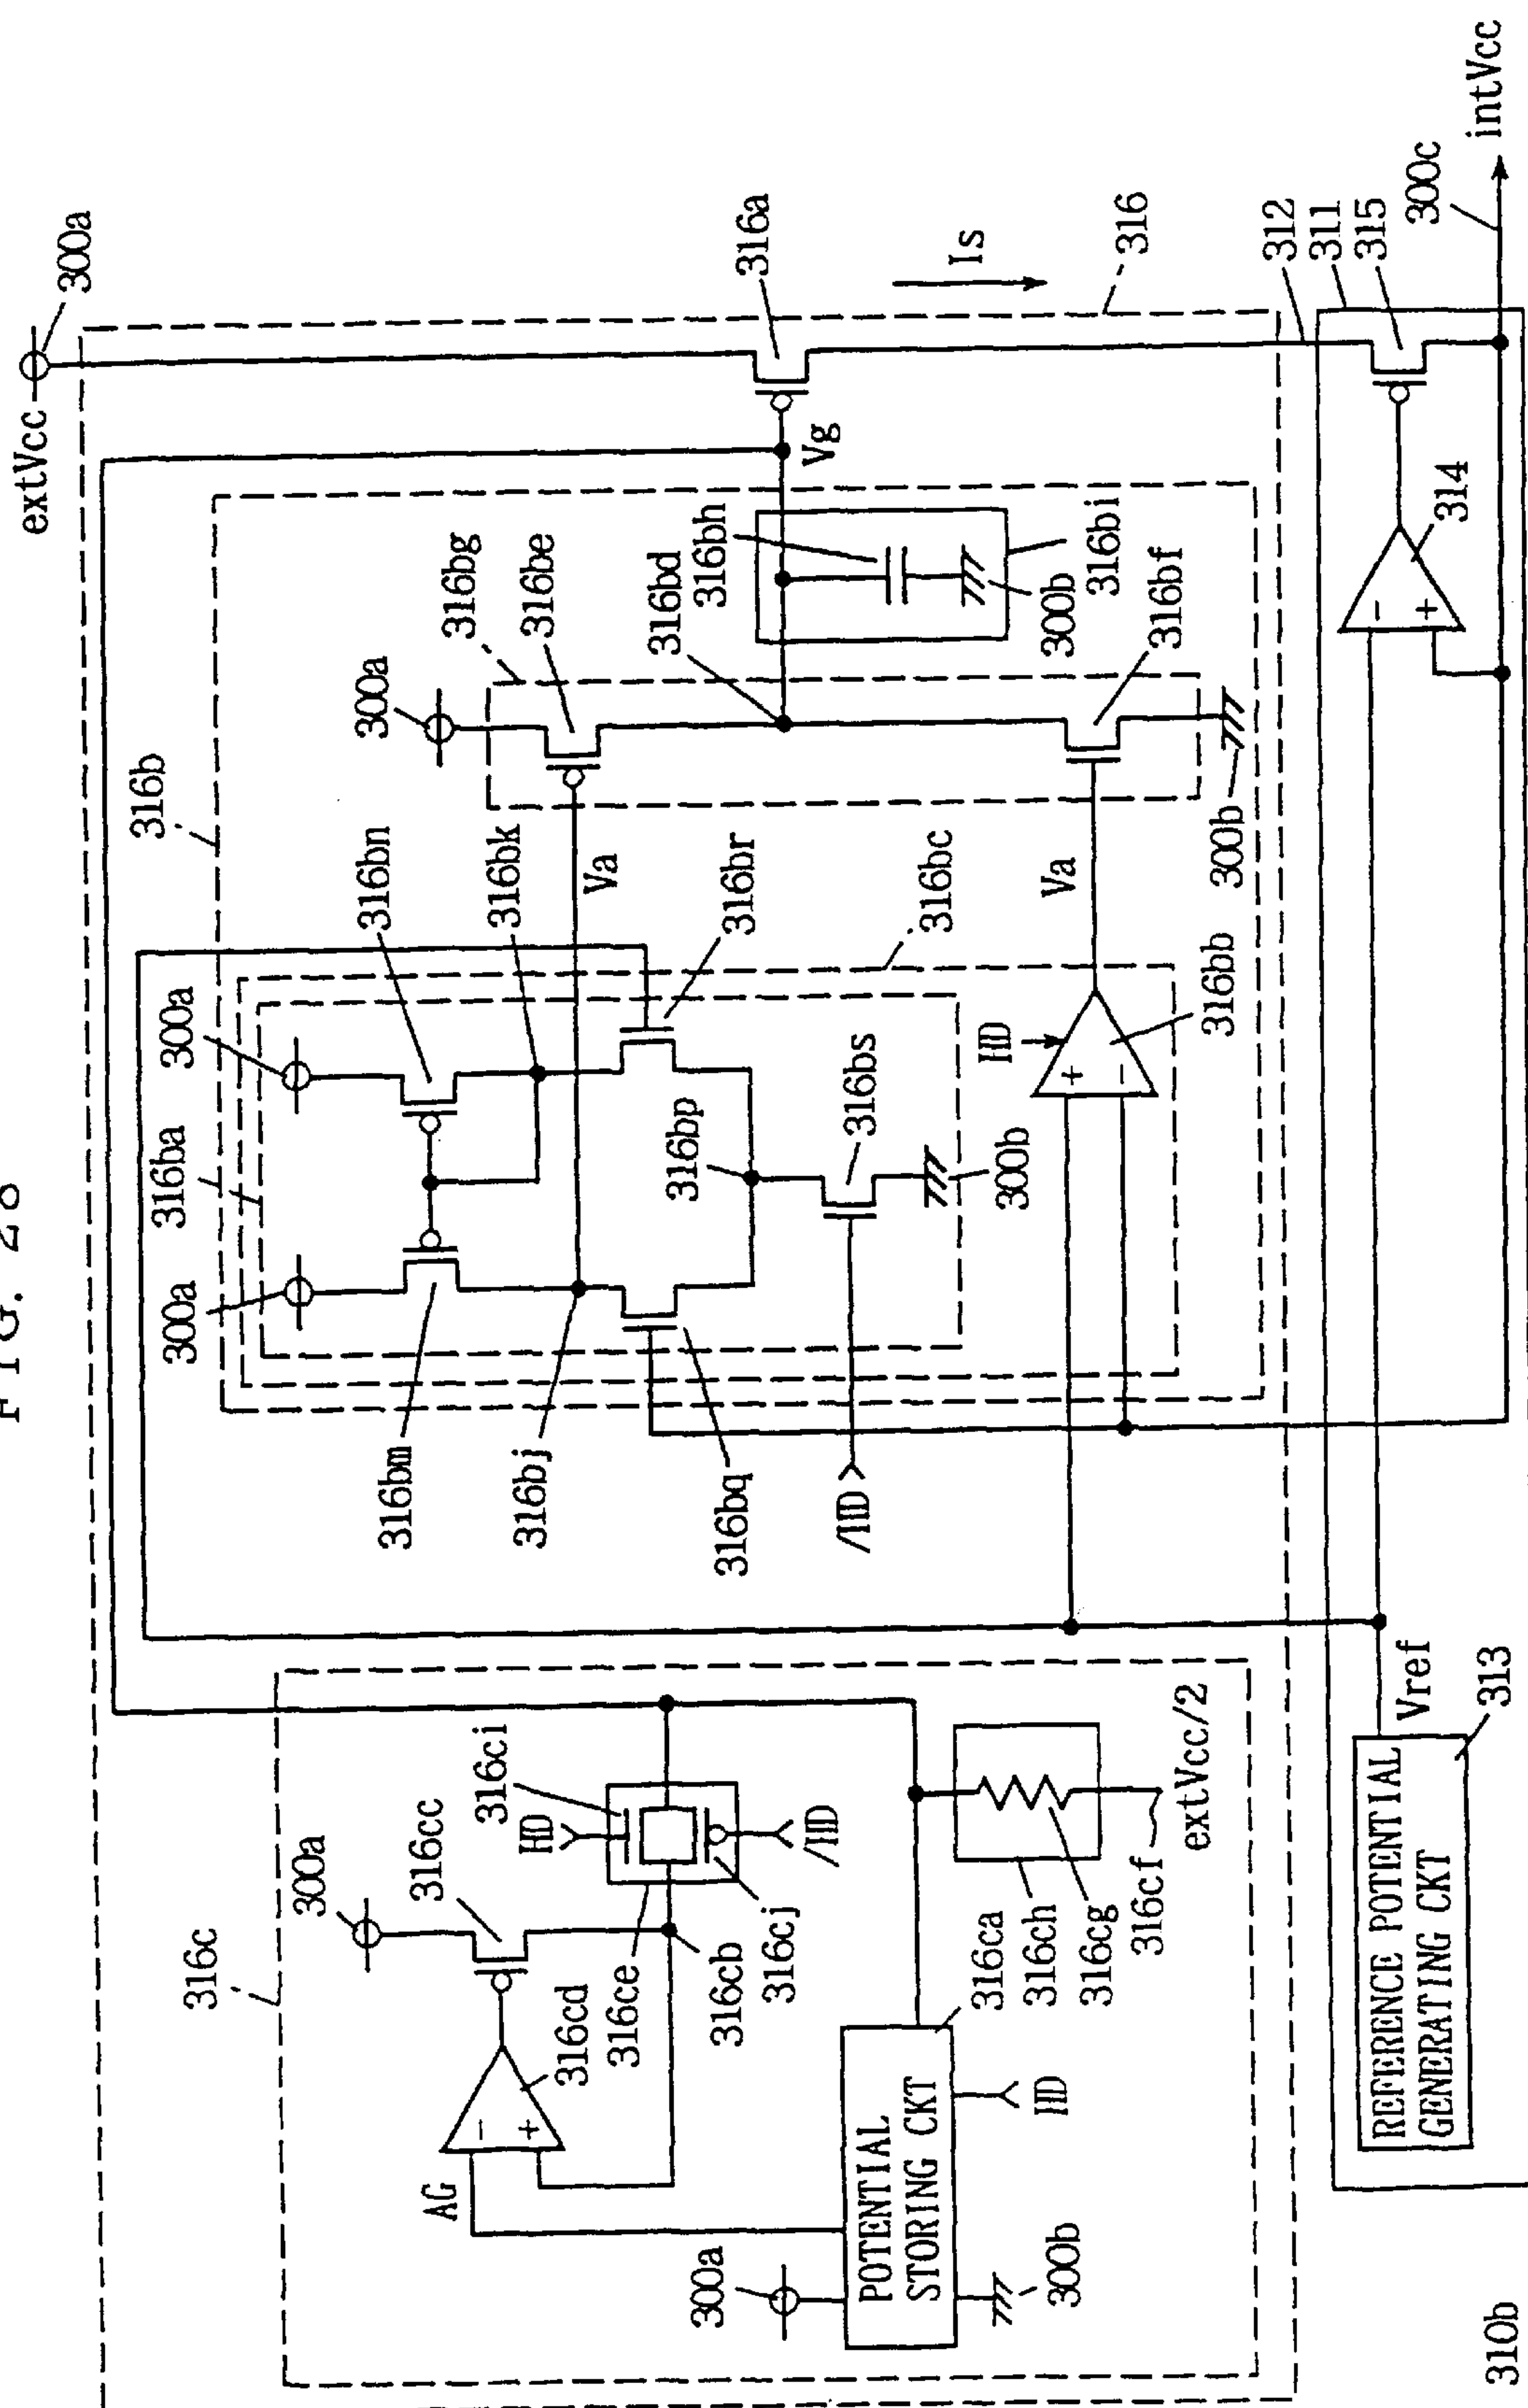 FIG. 28
extVcc
300a
316b
316bg
316be
316bd
316bh
300a
316bn
316bk
Va
316br
316bc
300a
316ba
300a
316bm
316bj
316bq
316bp
316bs
300b
/HD
HD
316bb
Va
300b
316bf
316bi
300b
Vg
316a
Is
316
312
311
315
300c
intVcc
314
316c
300a
316cc
316ci
HD
/HD
316cd
316ce
316cb
316cj
AG
300a
POTENTIAL
STORING CKT
300b
HD
316ca
316ch
316cg
316cf
extVcc/2
REFERENCE POTENTIAL
GENERATING CKT
Vref
313
310b